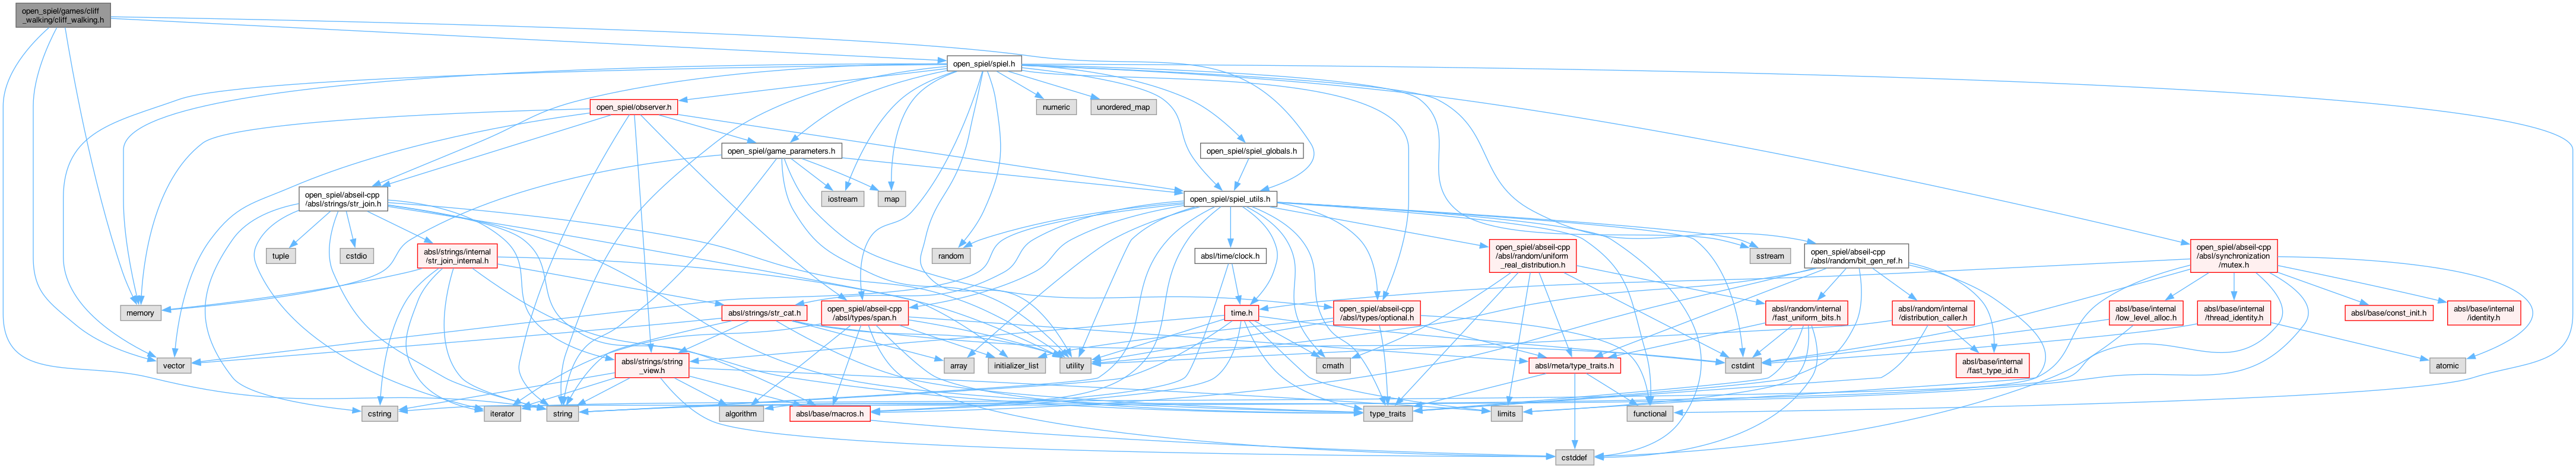 open_spiel/games/cliff
_walking/cliff_walking.h
open_spiel/spiel.h
open_spiel/observer.h
numeric
unordered_map
open_spiel/game_parameters.h
open_spiel/spiel_globals.h
open_spiel/abseil-cpp
/absl/strings/str_join.h
iostream
map
open_spiel/spiel_utils.h
tuple
cstdio
absl/strings/internal
/str_join_internal.h
random
absl/time/clock.h
open_spiel/abseil-cpp
/absl/random/uniform
_real_distribution.h
sstream
open_spiel/abseil-cpp
/absl/random/bit_gen_ref.h
open_spiel/abseil-cpp
/absl/synchronization
/mutex.h
memory
absl/strings/str_cat.h
open_spiel/abseil-cpp
/absl/types/span.h
time.h
open_spiel/abseil-cpp
/absl/types/optional.h
absl/random/internal
/fast_uniform_bits.h
absl/random/internal
/distribution_caller.h
absl/base/internal
/low_level_alloc.h
absl/base/internal
/thread_identity.h
absl/base/const_init.h
absl/base/internal
/identity.h
vector
absl/strings/string
_view.h
array
initializer_list
utility
cmath
absl/meta/type_traits.h
cstdint
absl/base/internal
/fast_type_id.h
atomic
cstring
iterator
string
algorithm
absl/base/macros.h
type_traits
limits
functional
cstddef